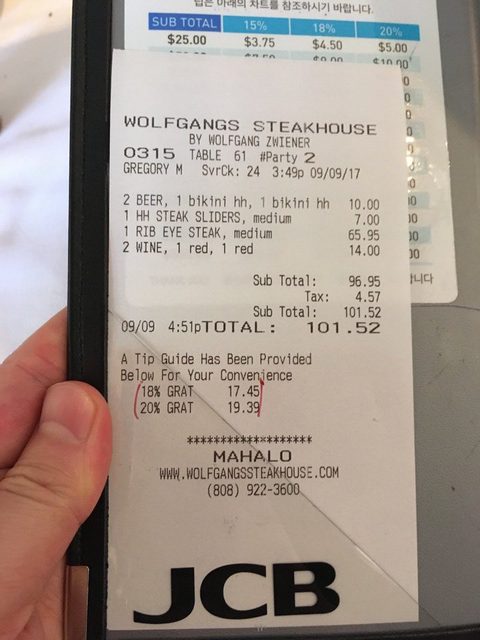 팁은 아래의 차트를 참조하시기 바랍니다.
SUB TOTAL 15% 18% 20%
$25.00 $3.75 $4.50 $5.00
$10.00
WOLFGANGS STEAKHOUSE
BY WOLFGANG ZWIENER
0315 TABLE 61 #Party 2
GREGORY M SvrCk: 24 3:49p 09/09/17
2 BEER, 1 bikini hh, 1 bikini hh 10.00
1 HH STEAK SLIDERS, medium 7.00
1 RIB EYE STEAK, medium 65.95
2 WINE, 1 red, 1 red 14.00
Sub Total: 96.95
Tax: 4.57
Sub Total: 101.52
09/09 4:51pTOTAL: 101.52
A Tip Guide Has Been Provided
Below For Your Convenience
18% GRAT 17.45
20% GRAT 19.39
*******************
MAHALO
WWW.WOLFGANGSSTEAKHOUSE.COM
(808) 922-3600
JCB